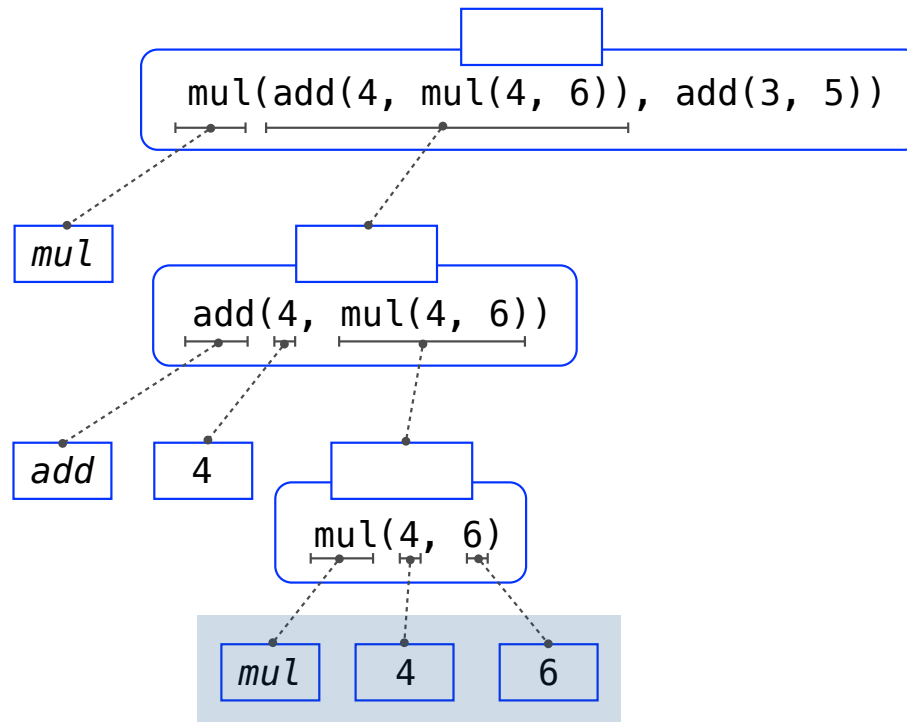 mul(add(4, mul(4, 6)), add(3, 5))
mul
add(4, mul(4, 6))
add
4
mul(4, 6)
mul
4
6